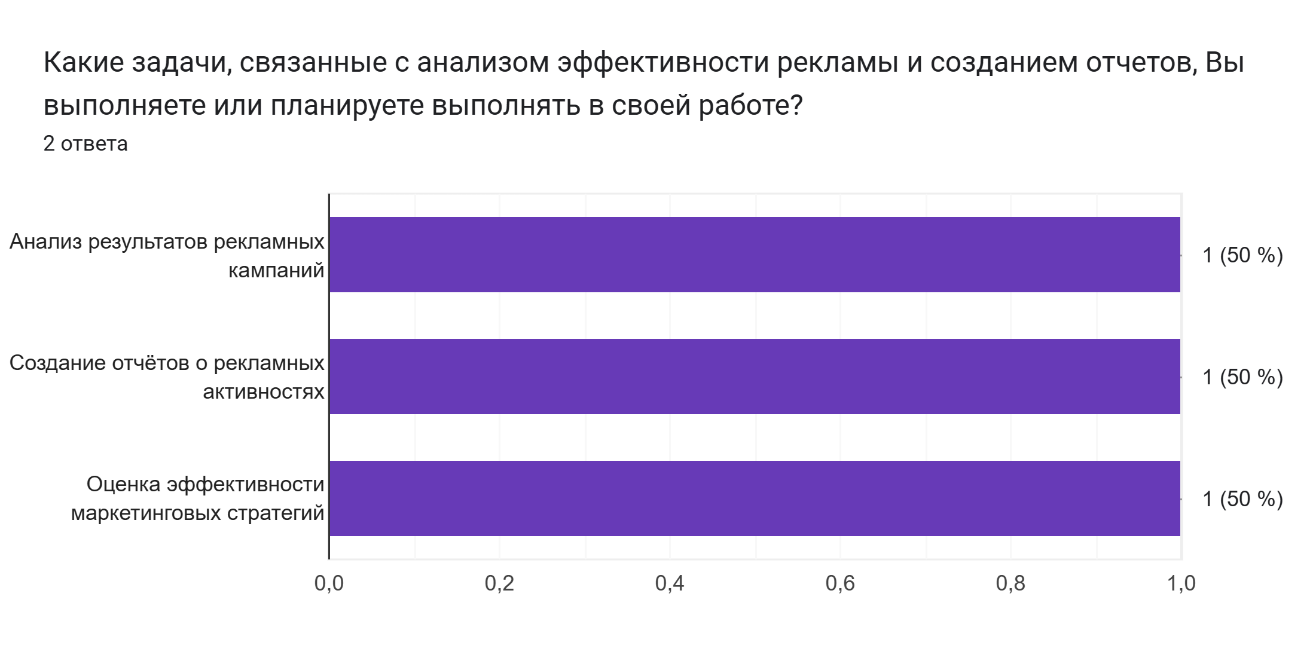 Какие задачи, связанные с анализом эффективности рекламы и созданием отчетов, Вы
выполняете или планируете выполнять в своей работе?
2 ответа
Анализ результатов рекламных
кампаний
1 (50 %)
Создание отчётов о рекламных
активностях
1 (50 %)
Оценка эффективности
маркетинговых стратегий
1 (50 %)
0,0 0,2 0,4 0,6 0,8 1,0